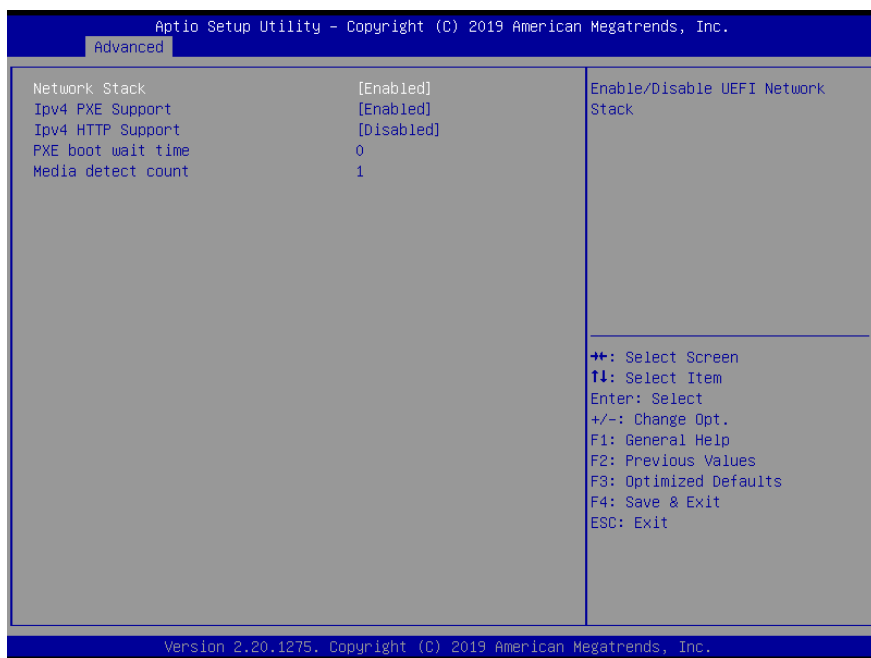 Aptio Setup Utility – Copyright (C) 2019 American Megatrends, Inc.
Advanced
Network Stack [Enabled]
Ipv4 PXE Support [Enabled]
Ipv4 HTTP Support [Disabled]
PXE boot wait time 0
Media detect count 1
Enable/Disable UEFI Network
Stack
→←: Select Screen
↑↓: Select Item
Enter: Select
+/-: Change Opt.
F1: General Help
F2: Previous Values
F3: Optimized Defaults
F4: Save & Exit
ESC: Exit
Version 2.20.1275. Copyright (C) 2019 American Megatrends, Inc.